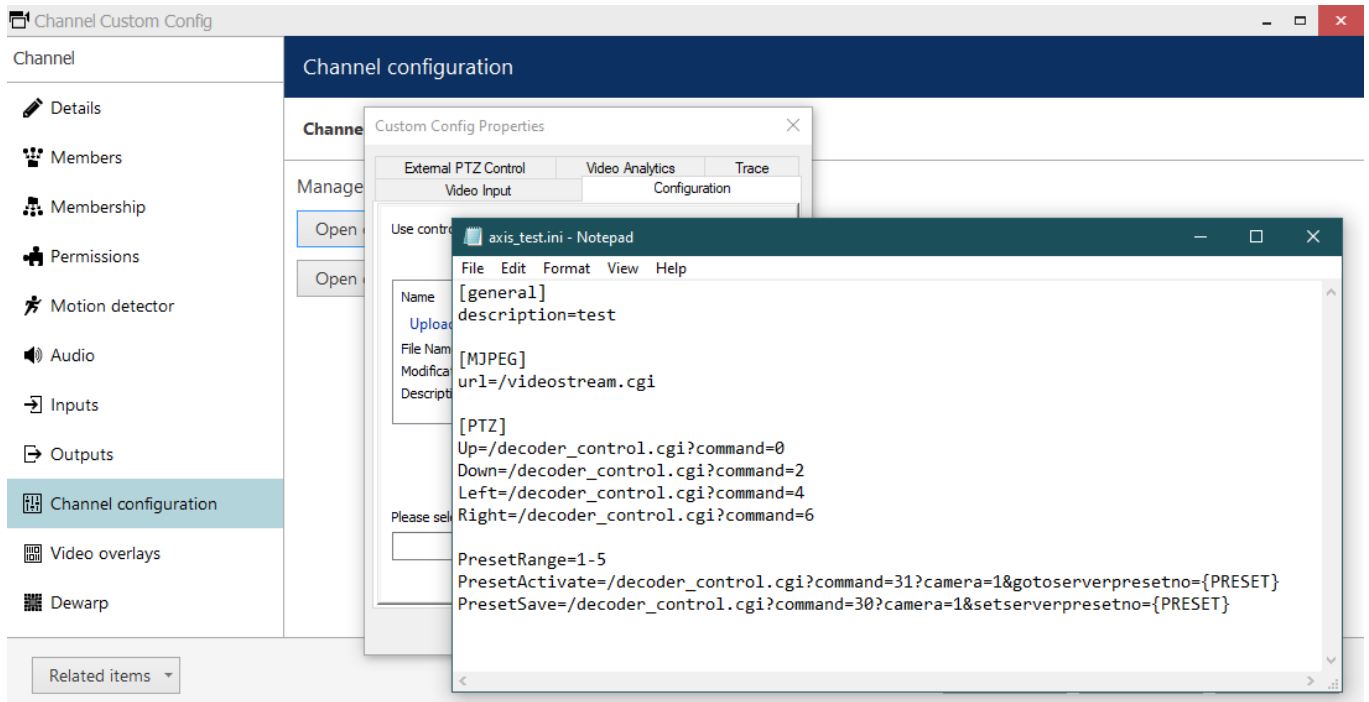 Channel Custom Config
Channel
Channel configuration
Details
Members
Membership
Permissions
Motion detector
Audio
Inputs
Outputs
Channel configuration
Video overlays
Dewarp
Related items
Channe
Manage
Open
Open
Custom Config Properties
External PTZ Control Video Analytics Trace
Video Input Configuration
Use contro
Name
Upload
File Nam
Modifica
Descripti
Please sele
axis_test.ini - Notepad
File Edit Format View Help
[general]
description=test
[MJPEG]
url=/videostream.cgi
[PTZ]
Up=/decoder_control.cgi?command=0
Down=/decoder_control.cgi?command=2
Left=/decoder_control.cgi?command=4
Right=/decoder_control.cgi?command=6
PresetRange=1-5
PresetActivate=/decoder_control.cgi?command=31?camera=1&gotoserverpresetno={PRESET}
PresetSave=/decoder_control.cgi?command=30?camera=1&setserverpresetno={PRESET}